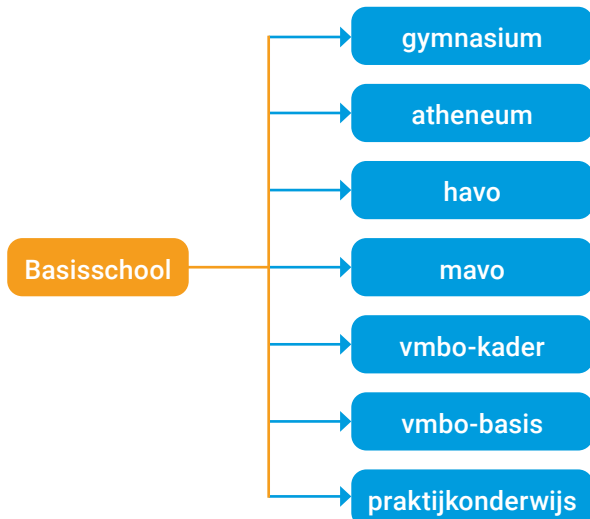 gymnasium
atheneum
havo
Basisschool
mavo
vmbo-kader
vmbo-basis
praktijkonderwijs